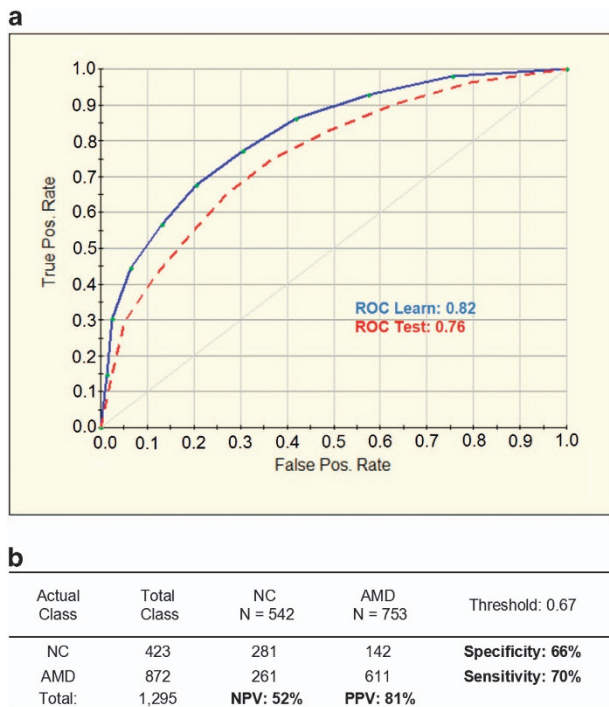 a
True Pos. Rate
1.0
0.9
0.8
0.7
0.6
0.5
0.4
0.3
0.2
0.1
0.0
ROC Learn: 0.82
ROC Test: 0.76
0.0 0.1 0.2 0.3 0.4 0.5 0.6 0.7 0.8 0.9 1.0
False Pos. Rate
b
Actual Class Total Class NC N = 542 AMD N = 753 Threshold: 0.67
NC 423 281 142 Specificity: 66%
AMD 872 261 611 Sensitivity: 70%
Total: 1,295 NPV: 52% PPV: 81%